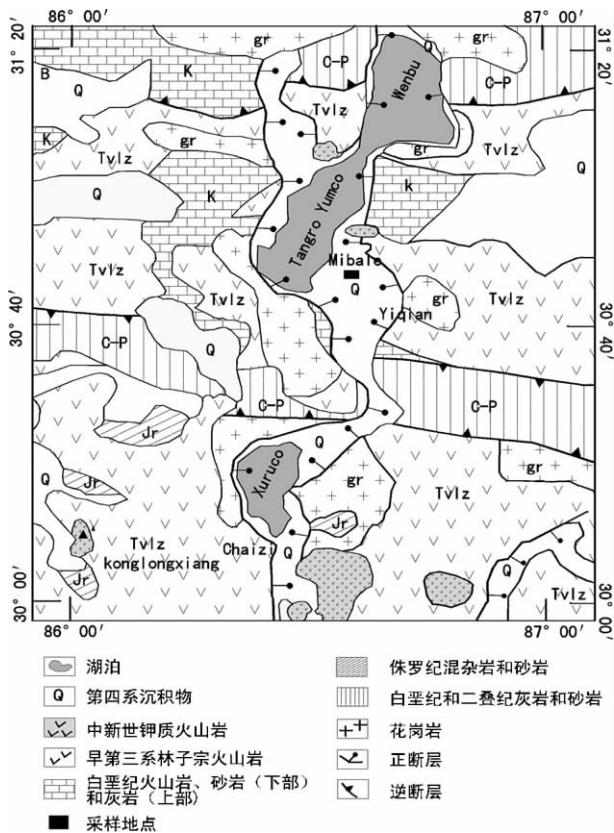 86° 00′ 87° 00′
31° 20′
31° 20′
gr
Q
gr
C-P
C-P
B
K
Q
Wenbu
Tvlz
K
gr
gr
Tvlz
Tvlz
Q
K
k
Q
Tangro Yumco
Mibale
Tvlz
Tvlz
Q
gr
Tvlz
Yiqian
30° 40′
30° 40′
C-P
Q
C-P
C-P
Jr
Q
gr
Xuruco
Q
Jr
gr
Tvlz
Jr
Tvlz
konglongxiang
Chaizi
Q
Q
Jr
Tvlz
30° 00′
30° 00′
86° 00′ 87° 00′
湖泊
Q 第四系沉积物
中新世钾质火山岩
早第三系林子宗火山岩
白垩纪火山岩、砂岩（下部）
和灰岩（上部）
采样地点
侏罗纪混杂岩和砂岩
白垩纪和二叠纪灰岩和砂岩
花岗岩
正断层
逆断层